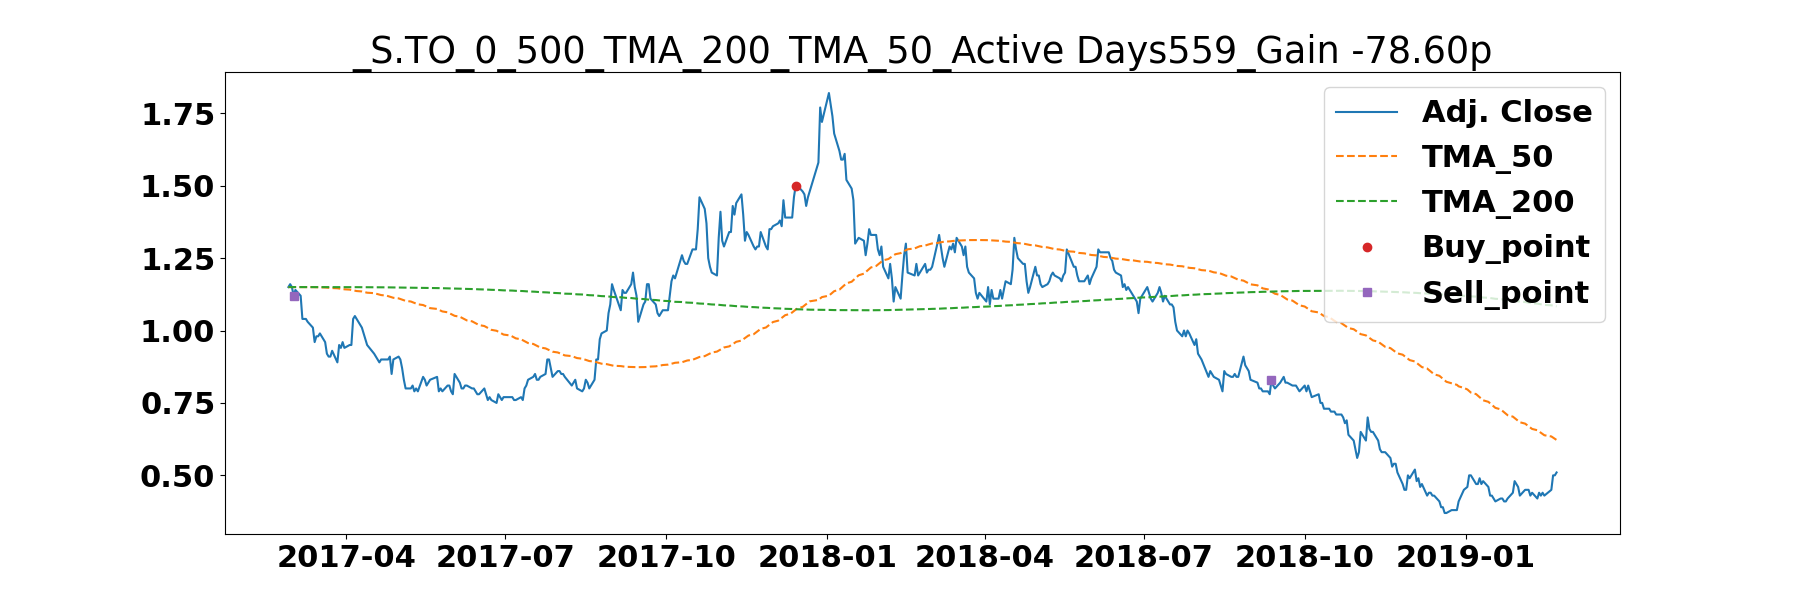 _S.TO_0_500_TMA_200_TMA_50_Active Days559_Gain -78.60p
1.75
1.50
1.25
1.00
0.75
0.50
Adj. Close
TMA_50
TMA_200
Buy_point
Sell_point
2017-04 2017-07 2017-10 2018-01 2018-04 2018-07 2018-10 2019-01